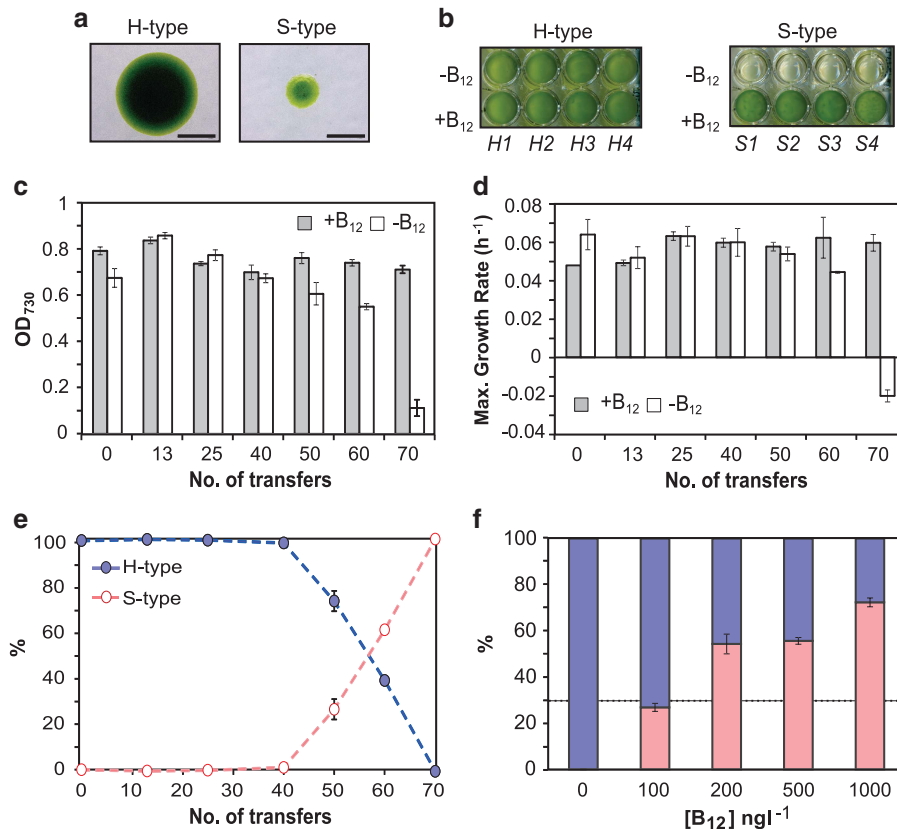 a
H-type S-type
b
H-type S-type
-B12
+B12
H1 H2 H3 H4
-B12
+B12
S1 S2 S3 S4
c
+B12 -B12
OD730
1
0.8
0.6
0.4
0.2
0
0 13 25 40 50 60 70
No. of transfers
d
Max. Growth Rate (h-1)
0.08
0.06
0.04
0.02
0
-0.02
-0.04
+B12 -B12
0 13 25 40 50 60 70
No. of transfers
e
H-type
S-type
%
100
80
60
40
20
0
0 10 20 30 40 50 60 70
No. of transfers
f
%
100
80
60
40
20
0
0 100 200 500 1000
[B12] ngl-1